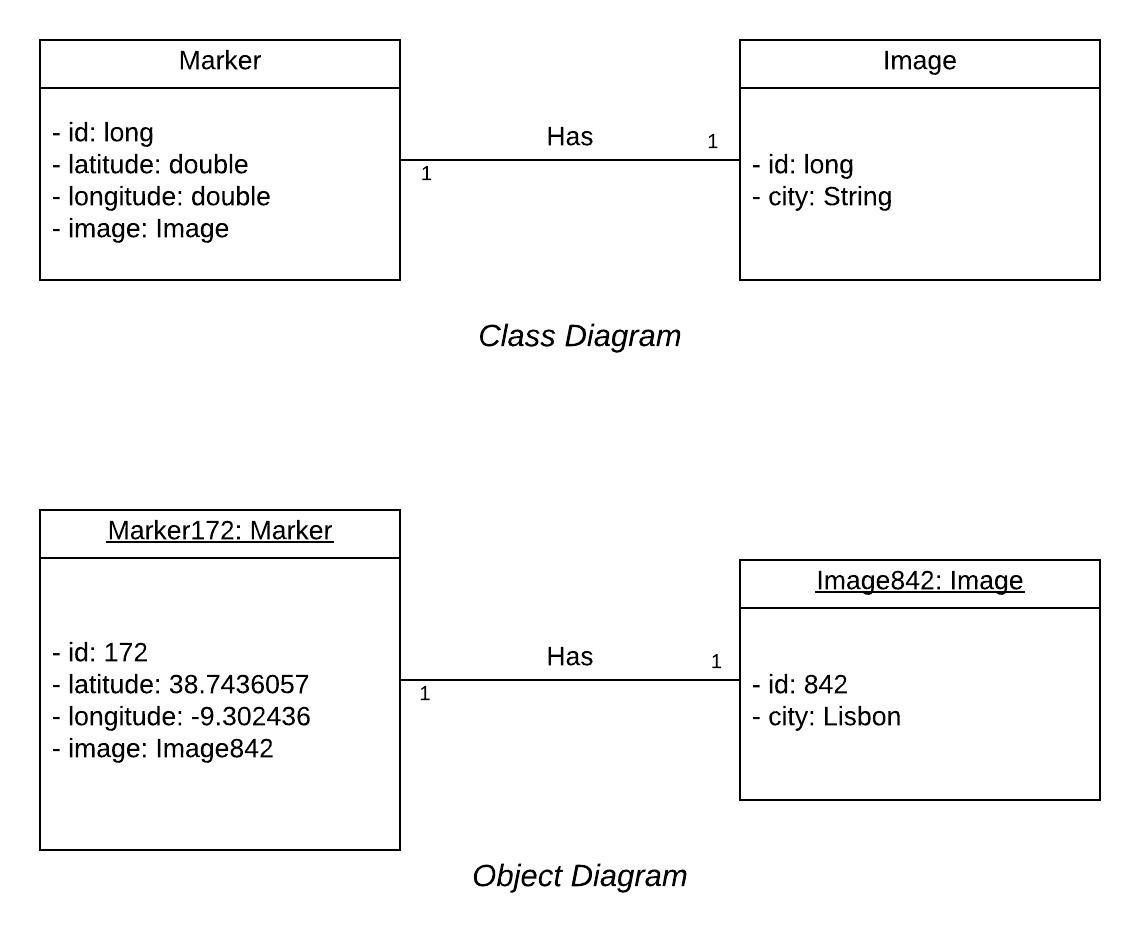 Marker
- id: long
- latitude: double
- longitude: double
- image: Image
Has
1
1
Image
- id: long
- city: String
Class Diagram
Marker172: Marker
- id: 172
- latitude: 38.7436057
- longitude: -9.302436
- image: Image842
Has
1
1
Image842: Image
- id: 842
- city: Lisbon
Object Diagram